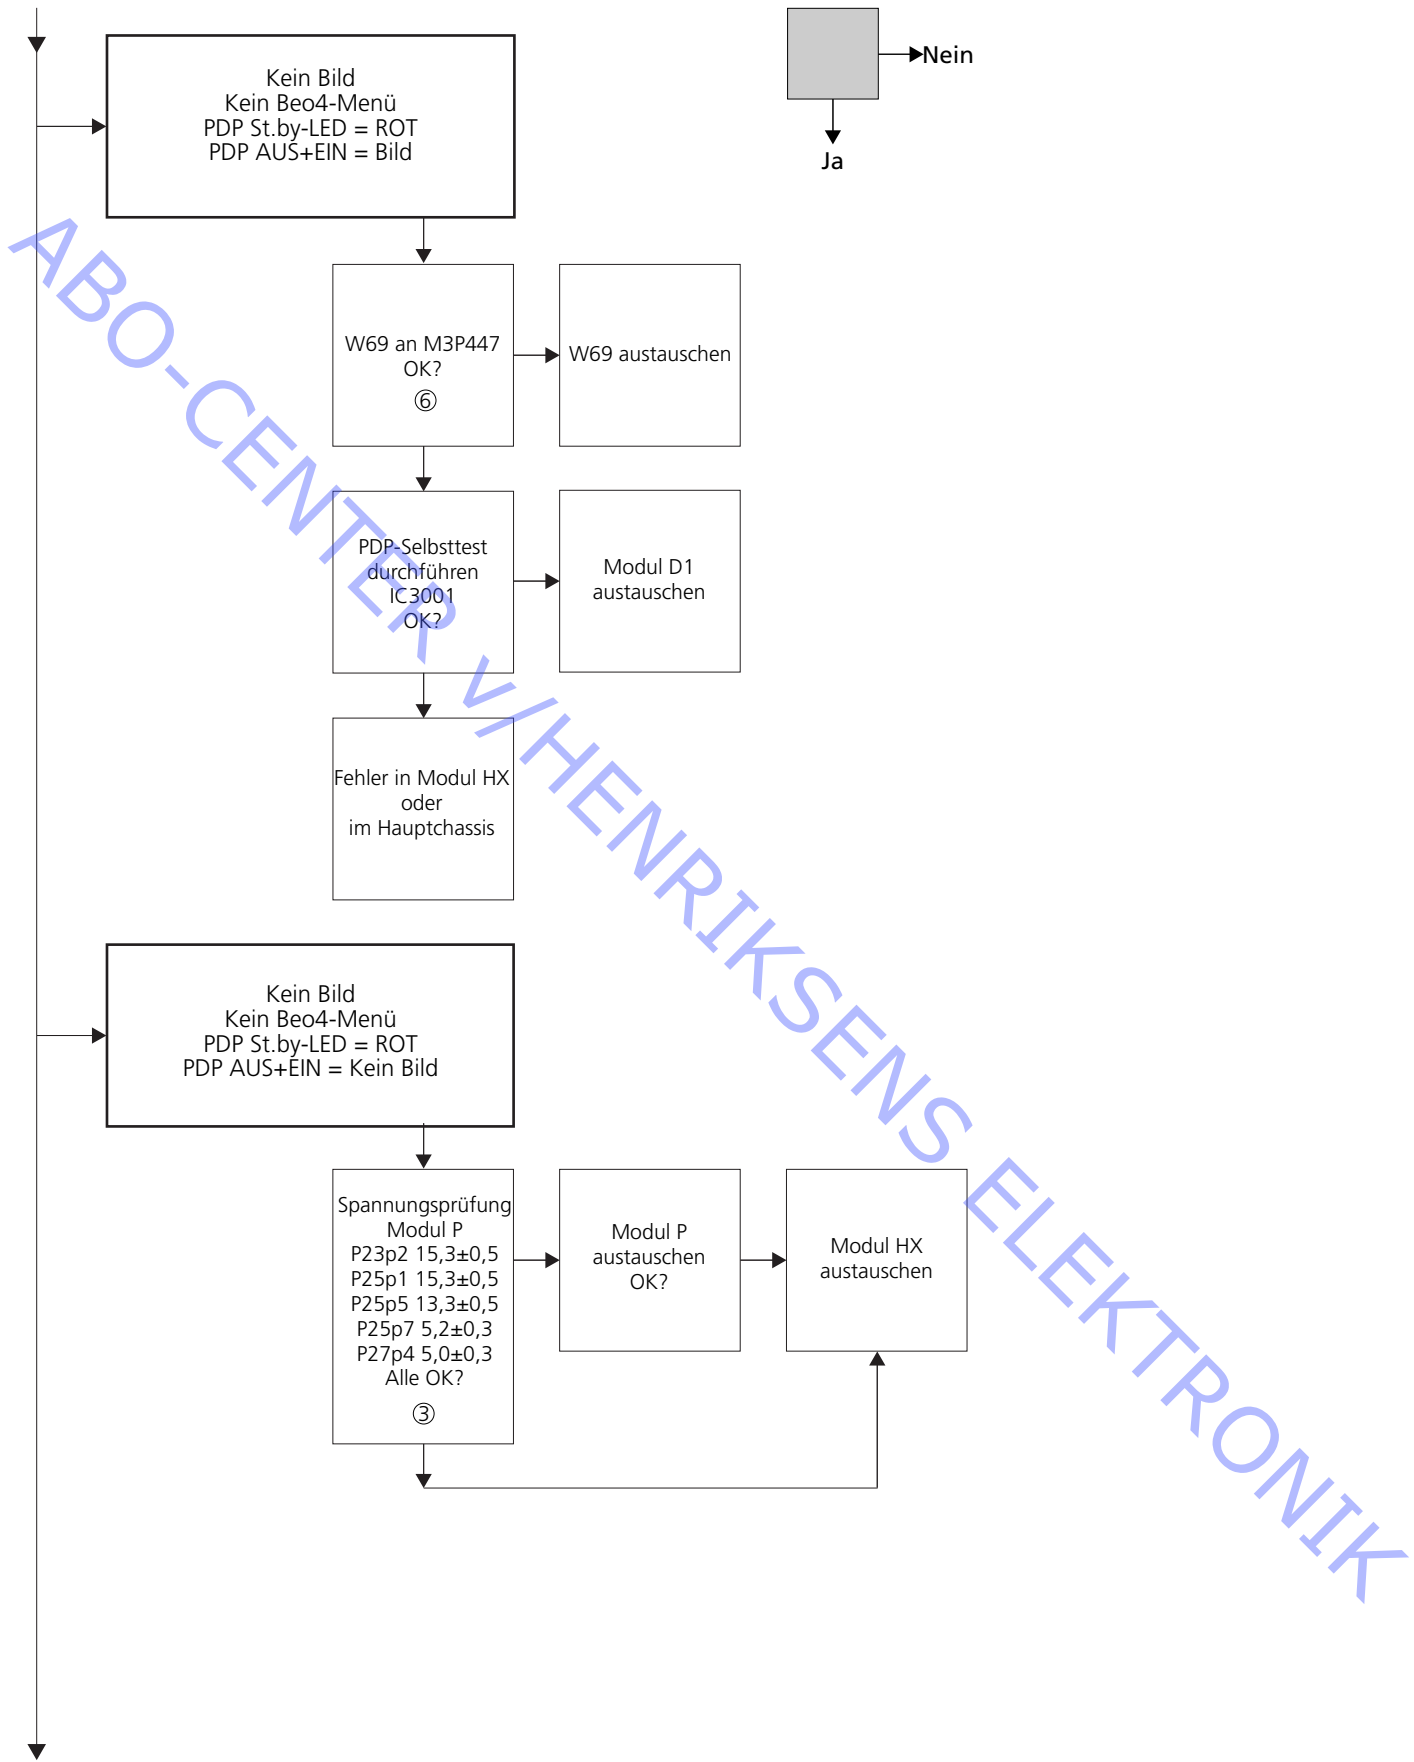 Nein
Ja
Kein Bild
Kein Beo4-Menü
PDP St.by-LED = ROT
PDP AUS+EIN = Bild
W69 an M3P447
OK?
⑥
W69 austauschen
PDP-Selbsttest
durchführen
IC3001
OK?
Modul D1
austauschen
Fehler in Modul HX
oder
im Hauptchassis
Kein Bild
Kein Beo4-Menü
PDP St.by-LED = ROT
PDP AUS+EIN = Kein Bild
Spannungsprüfung
Modul P
P23p2 15,3±0,5
P25p1 15,3±0,5
P25p5 13,3±0,5
P25p7 5,2±0,3
P27p4 5,0±0,3
Alle OK?
③
Modul P
austauschen
OK?
Modul HX
austauschen
ABO-CENTER v/HENRIKSENS ELEKTRONIK